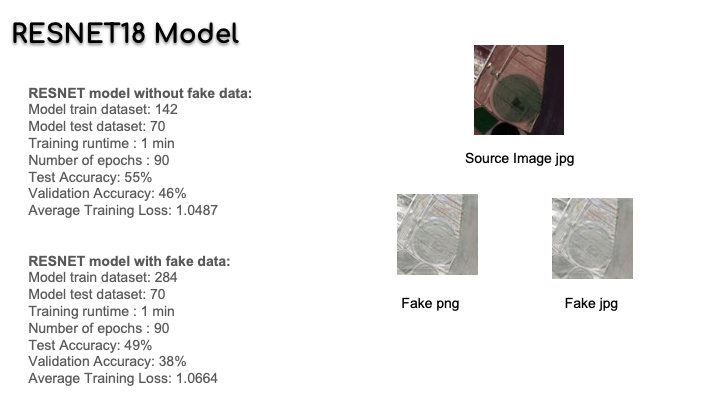 RESNET18 Model
RESNET model without fake data:
Model train dataset: 142
Model test dataset: 70
Training runtime : 1 min
Number of epochs : 90
Test Accuracy: 55%
Validation Accuracy: 46%
Average Training Loss: 1.0487
RESNET model with fake data:
Model train dataset: 284
Model test dataset: 70
Training runtime : 1 min
Number of epochs : 90
Test Accuracy: 49%
Validation Accuracy: 38%
Average Training Loss: 1.0664
Source Image jpg
Fake png
Fake jpg